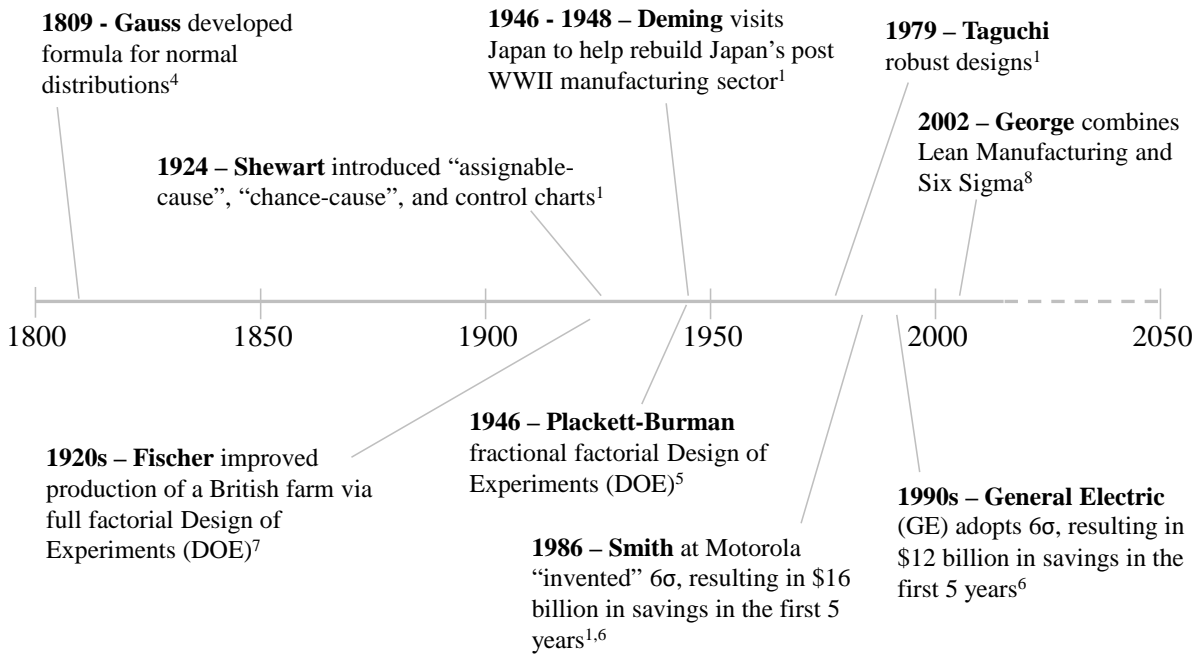 1809 - Gauss developed
formula for normal
distributions⁴
1946 - 1948 – Deming visits
Japan to help rebuild Japan’s post
WWII manufacturing sector¹
1979 – Taguchi
robust designs¹
2002 – George combines
Lean Manufacturing and
Six Sigma⁸
1924 – Shewart introduced “assignable-
cause”, “chance-cause”, and control charts¹
1800 1850 1900 1950 2000 2050
1920s – Fischer improved
production of a British farm via
full factorial Design of
Experiments (DOE)⁷
1946 – Plackett-Burman
fractional factorial Design of
Experiments (DOE)⁵
1986 – Smith at Motorola
“invented” 6σ, resulting in $16
billion in savings in the first 5
years¹,⁶
1990s – General Electric
(GE) adopts 6σ, resulting in
$12 billion in savings in the
first 5 years⁶